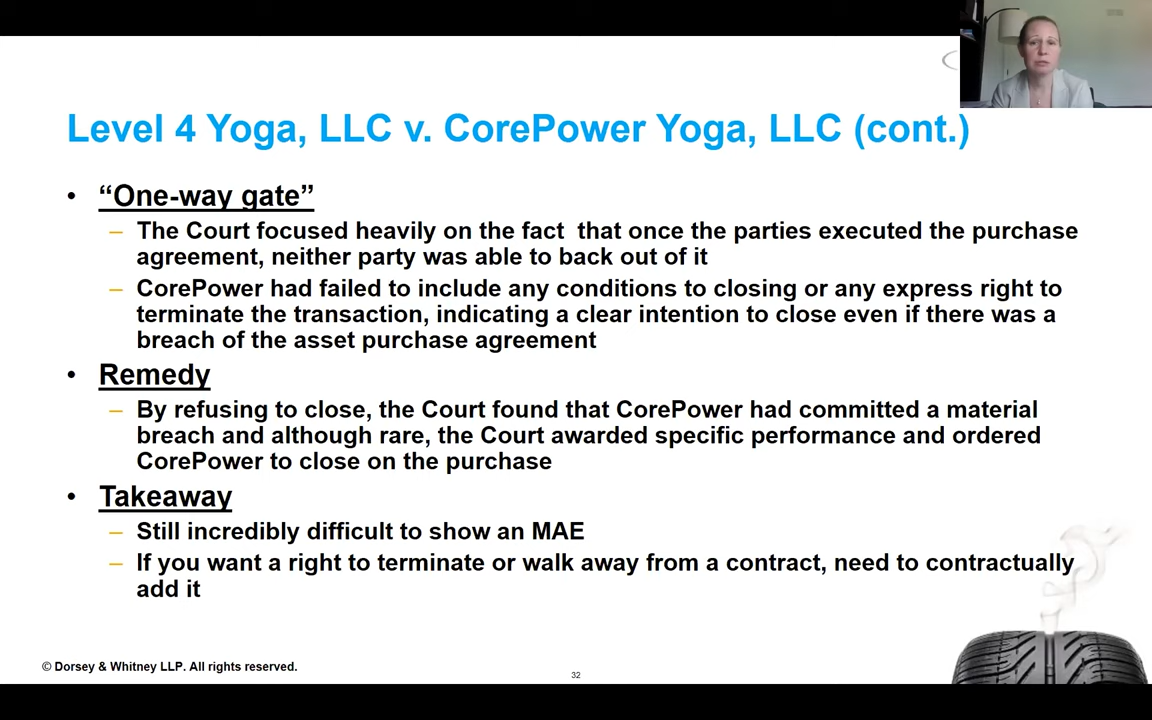 Level 4 Yoga, LLC v. CorePower Yoga, LLC (cont.)
• “One-way gate”
– The Court focused heavily on the fact  that once the parties executed the purchase
agreement, neither party was able to back out of it
– CorePower had failed to include any conditions to closing or any express right to
terminate the transaction, indicating a clear intention to close even if there was a
breach of the asset purchase agreement
• Remedy
– By refusing to close, the Court found that CorePower had committed a material
breach and although rare, the Court awarded specific performance and ordered
CorePower to close on the purchase
• Takeaway
– Still incredibly difficult to show an MAE
– If you want a right to terminate or walk away from a contract, need to contractually
add it
© Dorsey & Whitney LLP. All rights reserved.
32